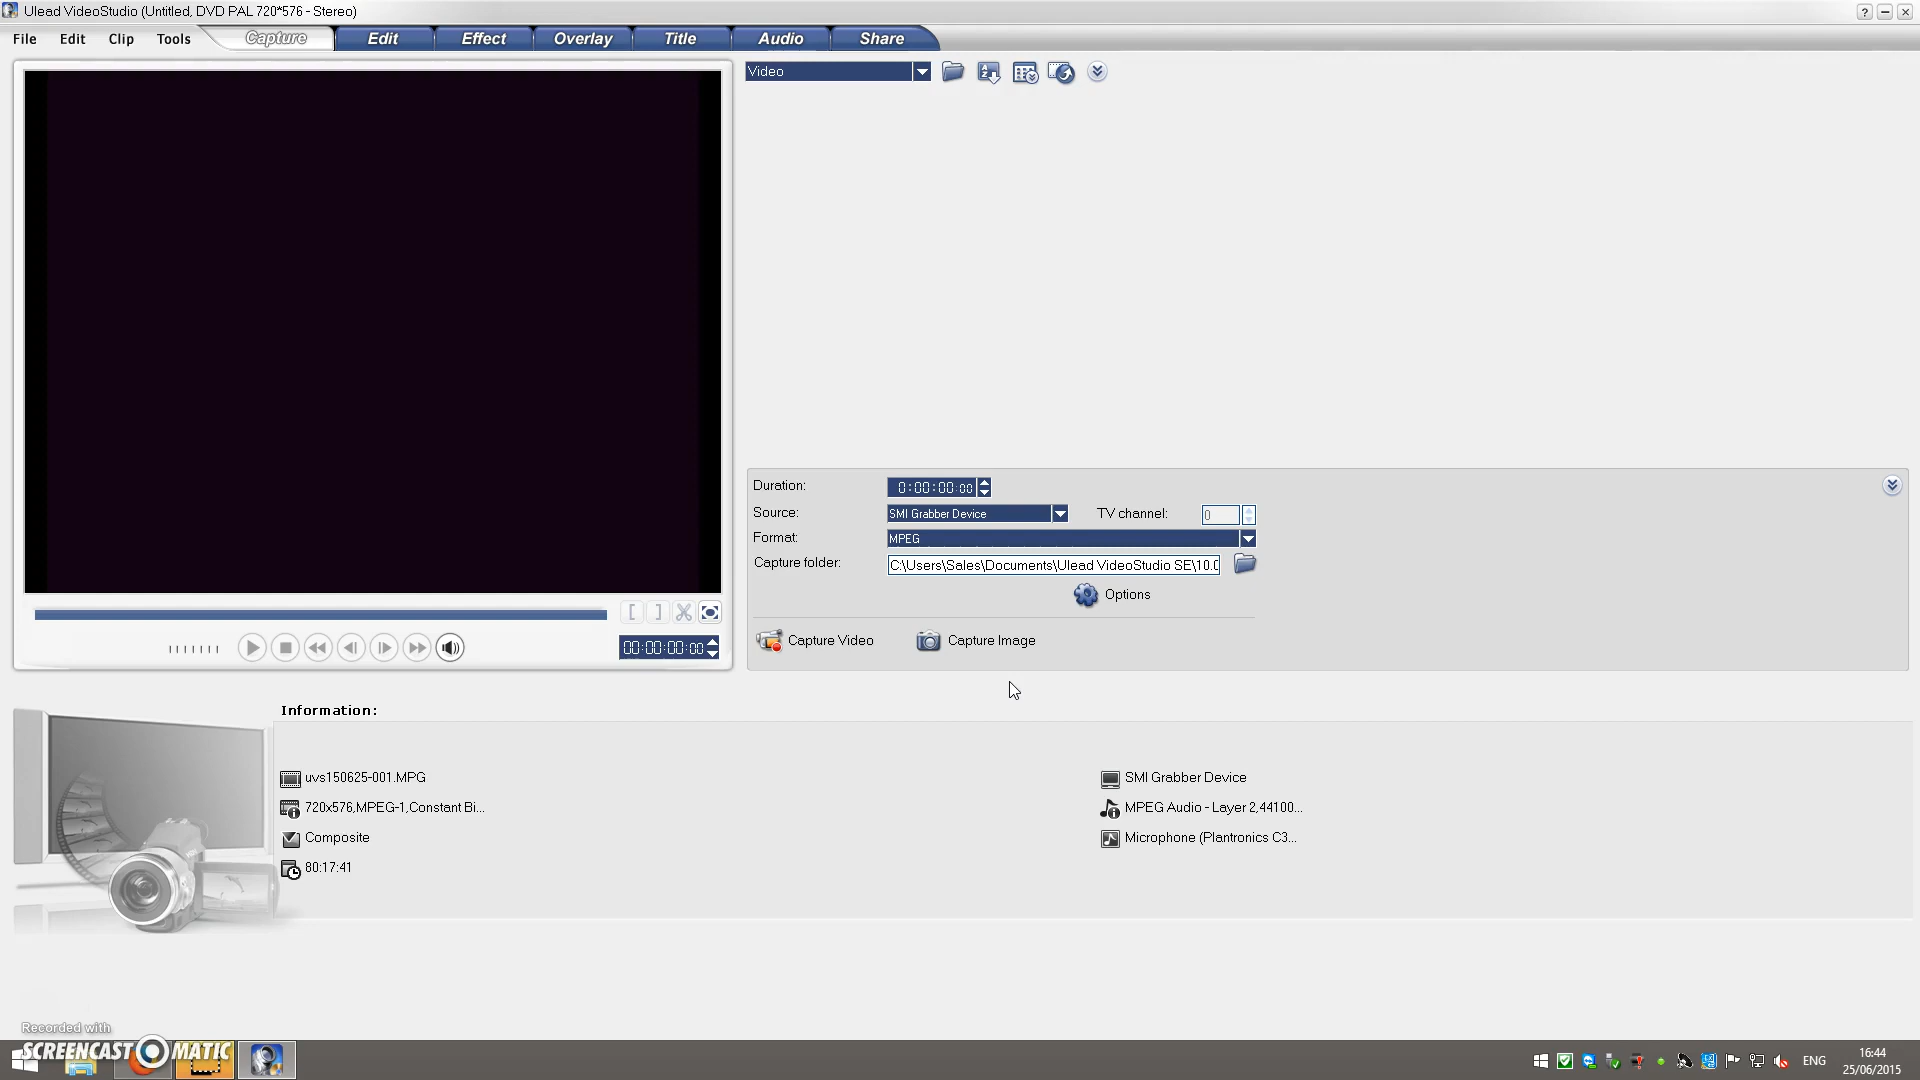 Ulead VideoStudio (Untitled, DVD PAL 720*576 - Stereo)
File Edit Clip Tools Capture Edit Effect Overlay Title Audio Share
Video
Duration: 0:00:00:00
Source: SMI Grabber Device TV channel: 0
Format: MPEG
Capture folder: C:\Users\Sales\Documents\Ulead VideoStudio SE\10.0
Options
Capture Video Capture Image
00:00:00:00
Information:
uvs150625-001.MPG SMI Grabber Device
720x576,MPEG-1,Constant Bi... MPEG Audio - Layer 2,44100...
Composite Microphone (Plantronics C3...
80:17:41
Recorded with
SCREENCAST MATIC
ENG
16:44
25/06/2015